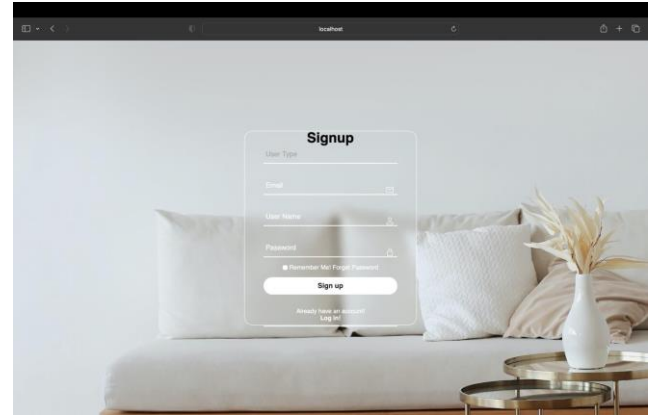 localhost
Signup
User Type
Email
User Name
Password
Remember Me! Forgot Password
Sign up
Already have an account?
Log in!